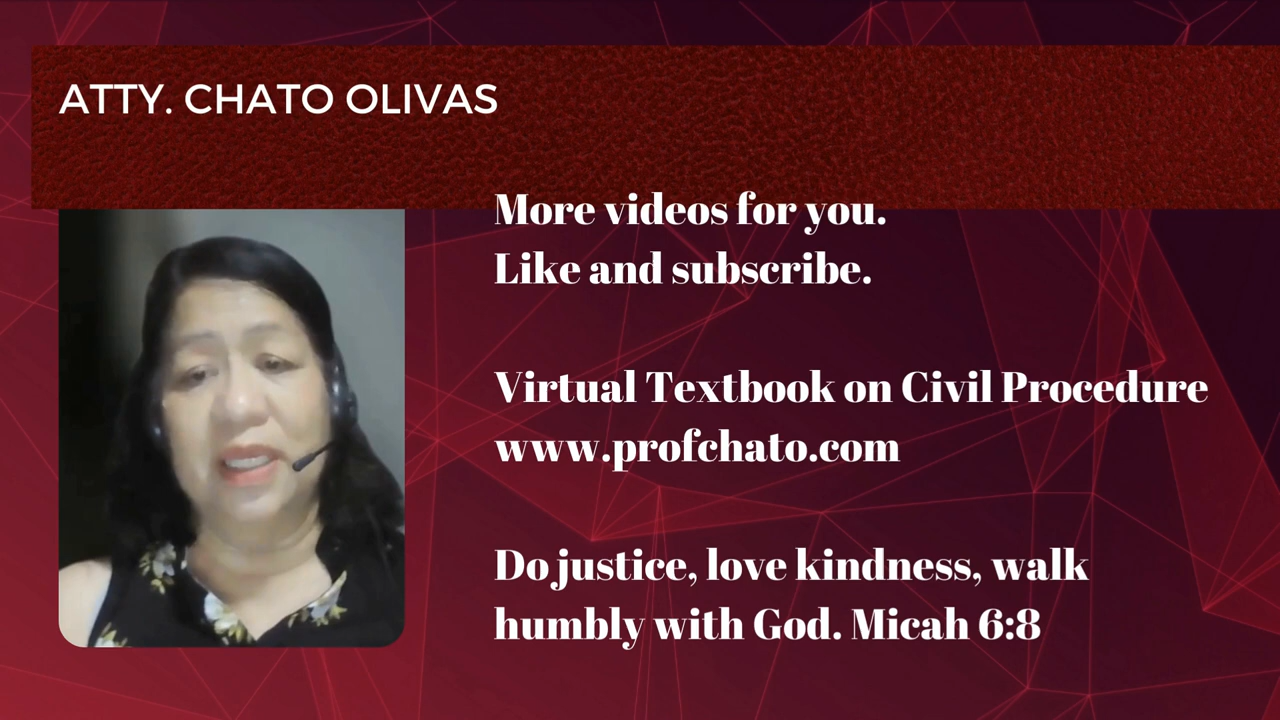 ATTY. CHATO OLIVAS
More videos for you.
Like and subscribe.
Virtual Textbook on Civil Procedure
www.profchato.com
Do justice, love kindness, walk
humbly with God. Micah 6:8